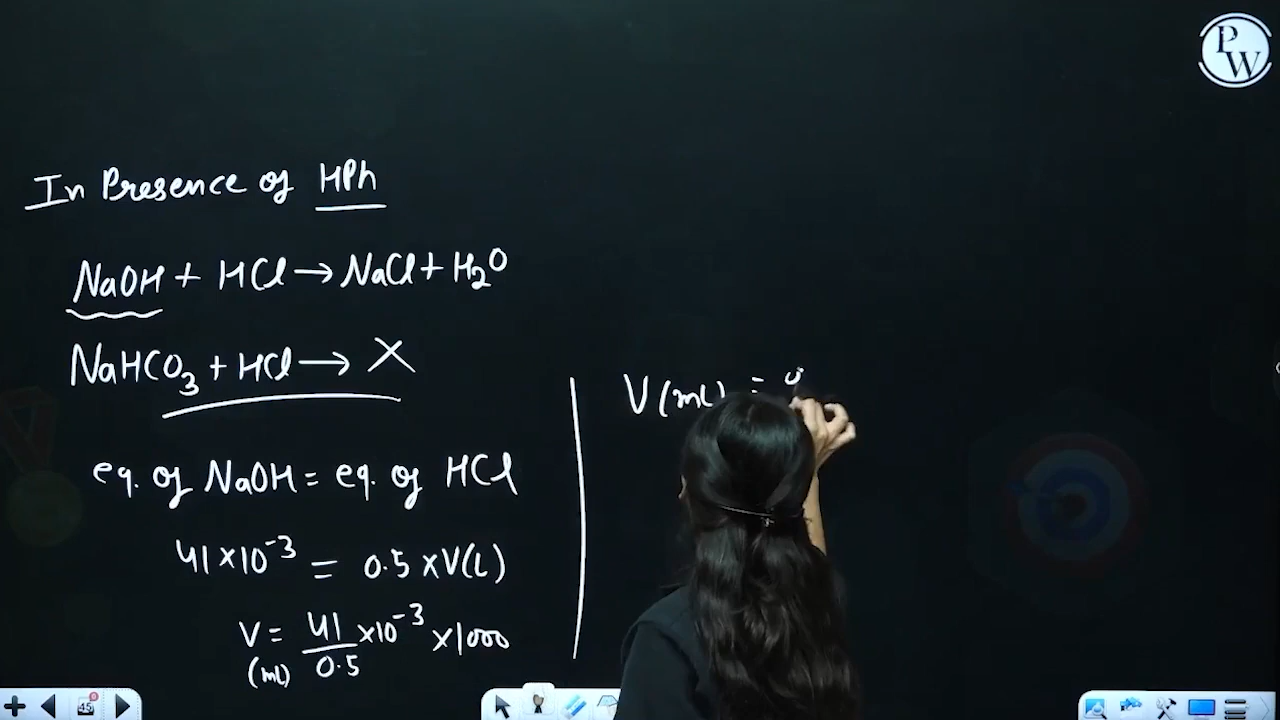 PW
In Presence of HPh
NaOH + HCl → NaCl + H₂O
NaHCO₃ + HCl → X
eq. of NaOH = eq. of HCl
41 × 10⁻³ = 0.5 × V(L)
V = 41/0.5 × 10⁻³ × 1000
(ml)
V (ml) =
45